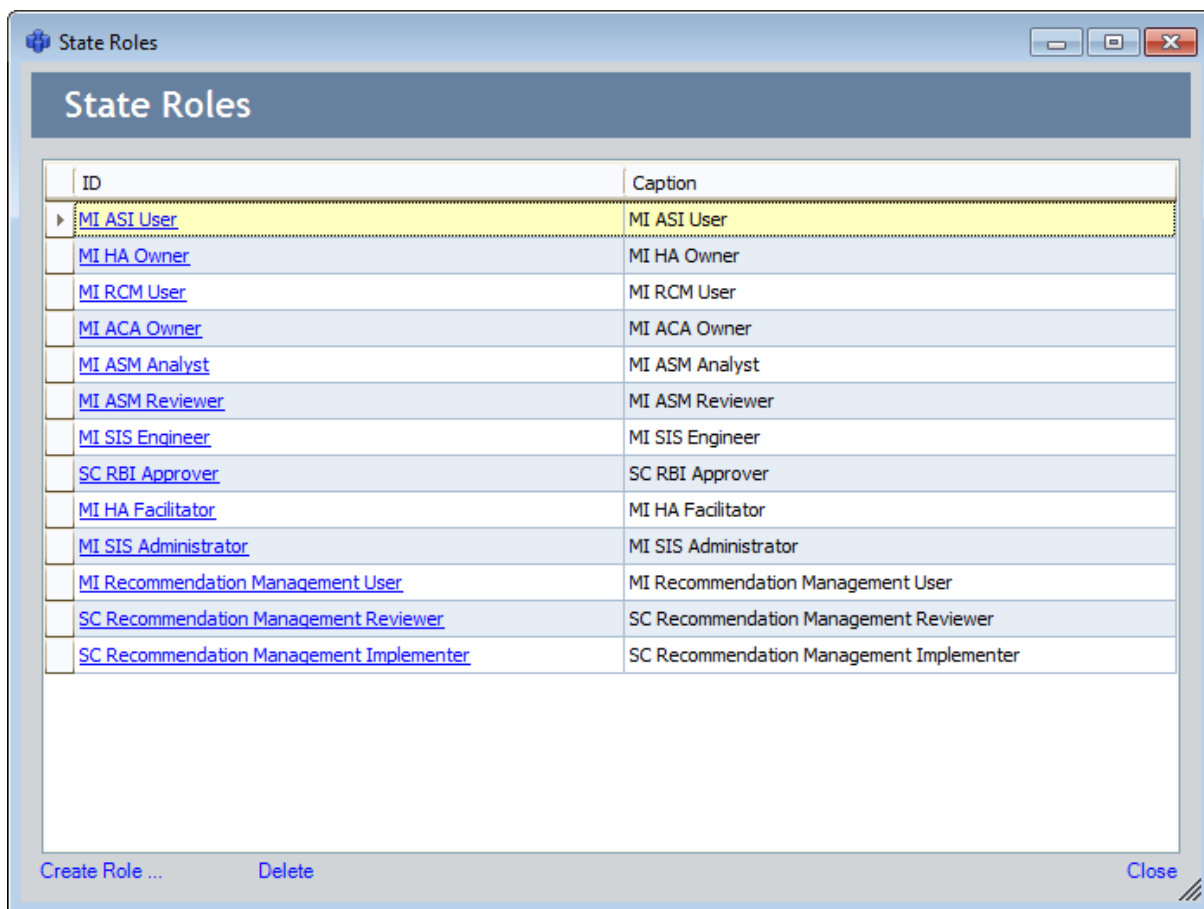 State Roles
State Roles
ID Caption
MI ASI User MI ASI User
MI HA Owner MI HA Owner
MI RCM User MI RCM User
MI ACA Owner MI ACA Owner
MI ASM Analyst MI ASM Analyst
MI ASM Reviewer MI ASM Reviewer
MI SIS Engineer MI SIS Engineer
SC RBI Approver SC RBI Approver
MI HA Facilitator MI HA Facilitator
MI SIS Administrator MI SIS Administrator
MI Recommendation Management User MI Recommendation Management User
SC Recommendation Management Reviewer SC Recommendation Management Reviewer
SC Recommendation Management Implementer SC Recommendation Management Implementer
Create Role ... Delete Close